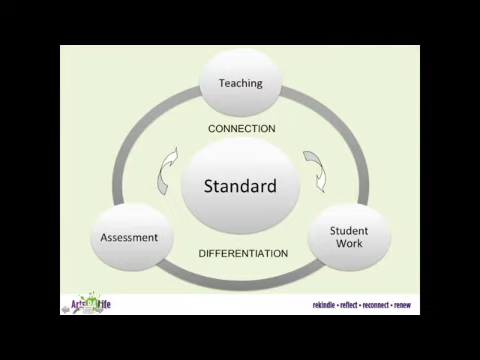 Teaching
CONNECTION
Standard
Assessment
Student
Work
DIFFERENTIATION
rekindle • reflect • reconnect • renew